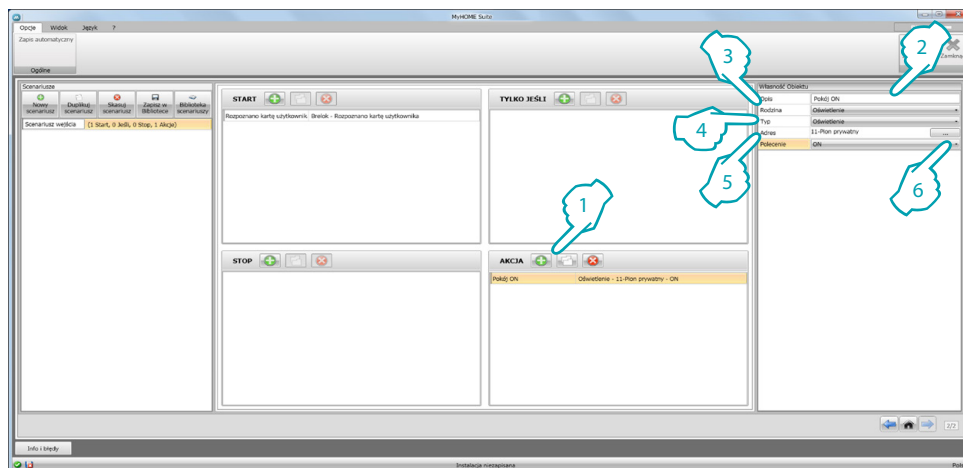 MyHOME Suite
Opcje Widok Język ?
Zapis automatyczny
Ogólne
Zamknij
Scenariusze
Nowy scenariusz
Duplikuj scenariusz
Skasuj scenariusz
Zapisz w Bibliotece
Biblioteka scenariuszy
Scenariusz wejścia (1 Start, 0 Jeśli, 0 Stop, 1 Akcja)
START
Rozpoznano kartę użytkownik. Brelok - Rozpoznano kartę użytkownika
TYLKO JEŚLI
STOP
AKCJA
Pokój ON Oświetlenie - 11-Pion prywatny - ON
Własność Obiektu
Opis Pokój ON
Rodzina Oświetlenie
Typ Oświetlenie
Adres 11-Pion prywatny ...
Polecenie ON
1
2
3
4
5
6
2/2
Info i błędy
Instalacja niezapisana